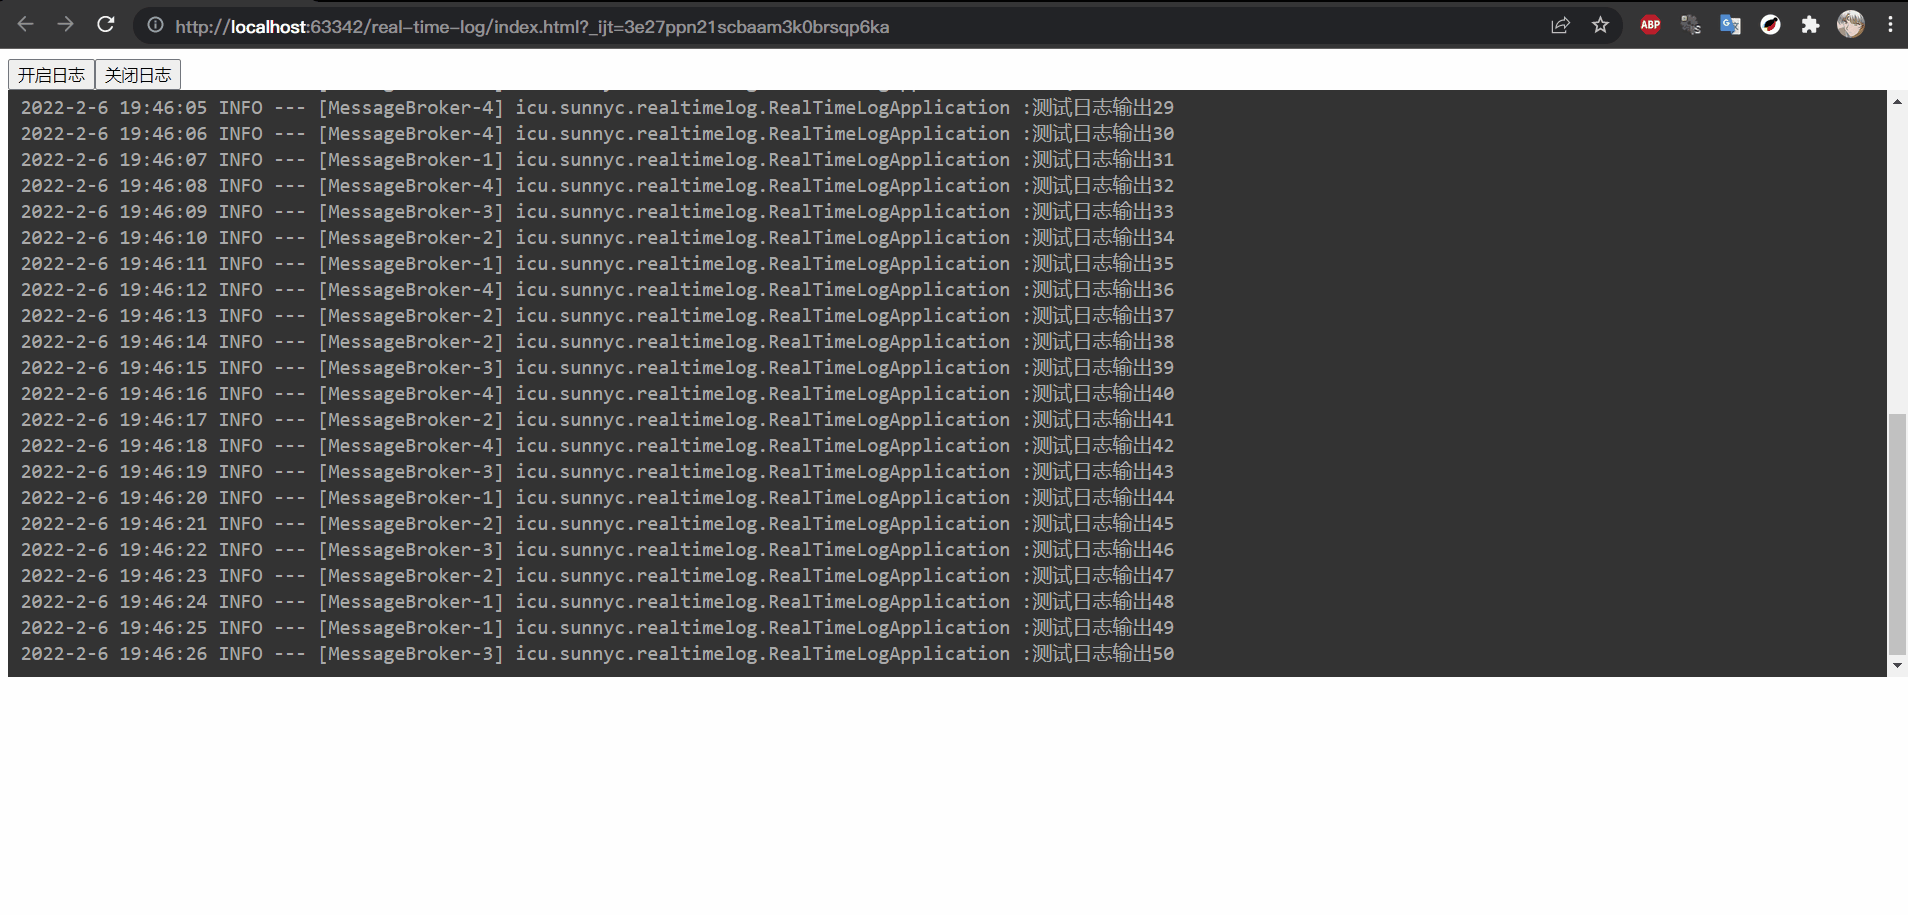 http://localhost:63342/real-time-log/index.html?_ijt=3e27ppn21scbaam3k0brsqp6ka
ABP
开启日志 关闭日志
2022-2-6 19:46:05 INFO --- [MessageBroker-4] icu.sunnyc.realtimelog.RealTimeLogApplication :测试日志输出29
2022-2-6 19:46:06 INFO --- [MessageBroker-4] icu.sunnyc.realtimelog.RealTimeLogApplication :测试日志输出30
2022-2-6 19:46:07 INFO --- [MessageBroker-1] icu.sunnyc.realtimelog.RealTimeLogApplication :测试日志输出31
2022-2-6 19:46:08 INFO --- [MessageBroker-4] icu.sunnyc.realtimelog.RealTimeLogApplication :测试日志输出32
2022-2-6 19:46:09 INFO --- [MessageBroker-3] icu.sunnyc.realtimelog.RealTimeLogApplication :测试日志输出33
2022-2-6 19:46:10 INFO --- [MessageBroker-2] icu.sunnyc.realtimelog.RealTimeLogApplication :测试日志输出34
2022-2-6 19:46:11 INFO --- [MessageBroker-1] icu.sunnyc.realtimelog.RealTimeLogApplication :测试日志输出35
2022-2-6 19:46:12 INFO --- [MessageBroker-4] icu.sunnyc.realtimelog.RealTimeLogApplication :测试日志输出36
2022-2-6 19:46:13 INFO --- [MessageBroker-2] icu.sunnyc.realtimelog.RealTimeLogApplication :测试日志输出37
2022-2-6 19:46:14 INFO --- [MessageBroker-2] icu.sunnyc.realtimelog.RealTimeLogApplication :测试日志输出38
2022-2-6 19:46:15 INFO --- [MessageBroker-3] icu.sunnyc.realtimelog.RealTimeLogApplication :测试日志输出39
2022-2-6 19:46:16 INFO --- [MessageBroker-4] icu.sunnyc.realtimelog.RealTimeLogApplication :测试日志输出40
2022-2-6 19:46:17 INFO --- [MessageBroker-2] icu.sunnyc.realtimelog.RealTimeLogApplication :测试日志输出41
2022-2-6 19:46:18 INFO --- [MessageBroker-4] icu.sunnyc.realtimelog.RealTimeLogApplication :测试日志输出42
2022-2-6 19:46:19 INFO --- [MessageBroker-3] icu.sunnyc.realtimelog.RealTimeLogApplication :测试日志输出43
2022-2-6 19:46:20 INFO --- [MessageBroker-1] icu.sunnyc.realtimelog.RealTimeLogApplication :测试日志输出44
2022-2-6 19:46:21 INFO --- [MessageBroker-2] icu.sunnyc.realtimelog.RealTimeLogApplication :测试日志输出45
2022-2-6 19:46:22 INFO --- [MessageBroker-3] icu.sunnyc.realtimelog.RealTimeLogApplication :测试日志输出46
2022-2-6 19:46:23 INFO --- [MessageBroker-2] icu.sunnyc.realtimelog.RealTimeLogApplication :测试日志输出47
2022-2-6 19:46:24 INFO --- [MessageBroker-1] icu.sunnyc.realtimelog.RealTimeLogApplication :测试日志输出48
2022-2-6 19:46:25 INFO --- [MessageBroker-1] icu.sunnyc.realtimelog.RealTimeLogApplication :测试日志输出49
2022-2-6 19:46:26 INFO --- [MessageBroker-3] icu.sunnyc.realtimelog.RealTimeLogApplication :测试日志输出50